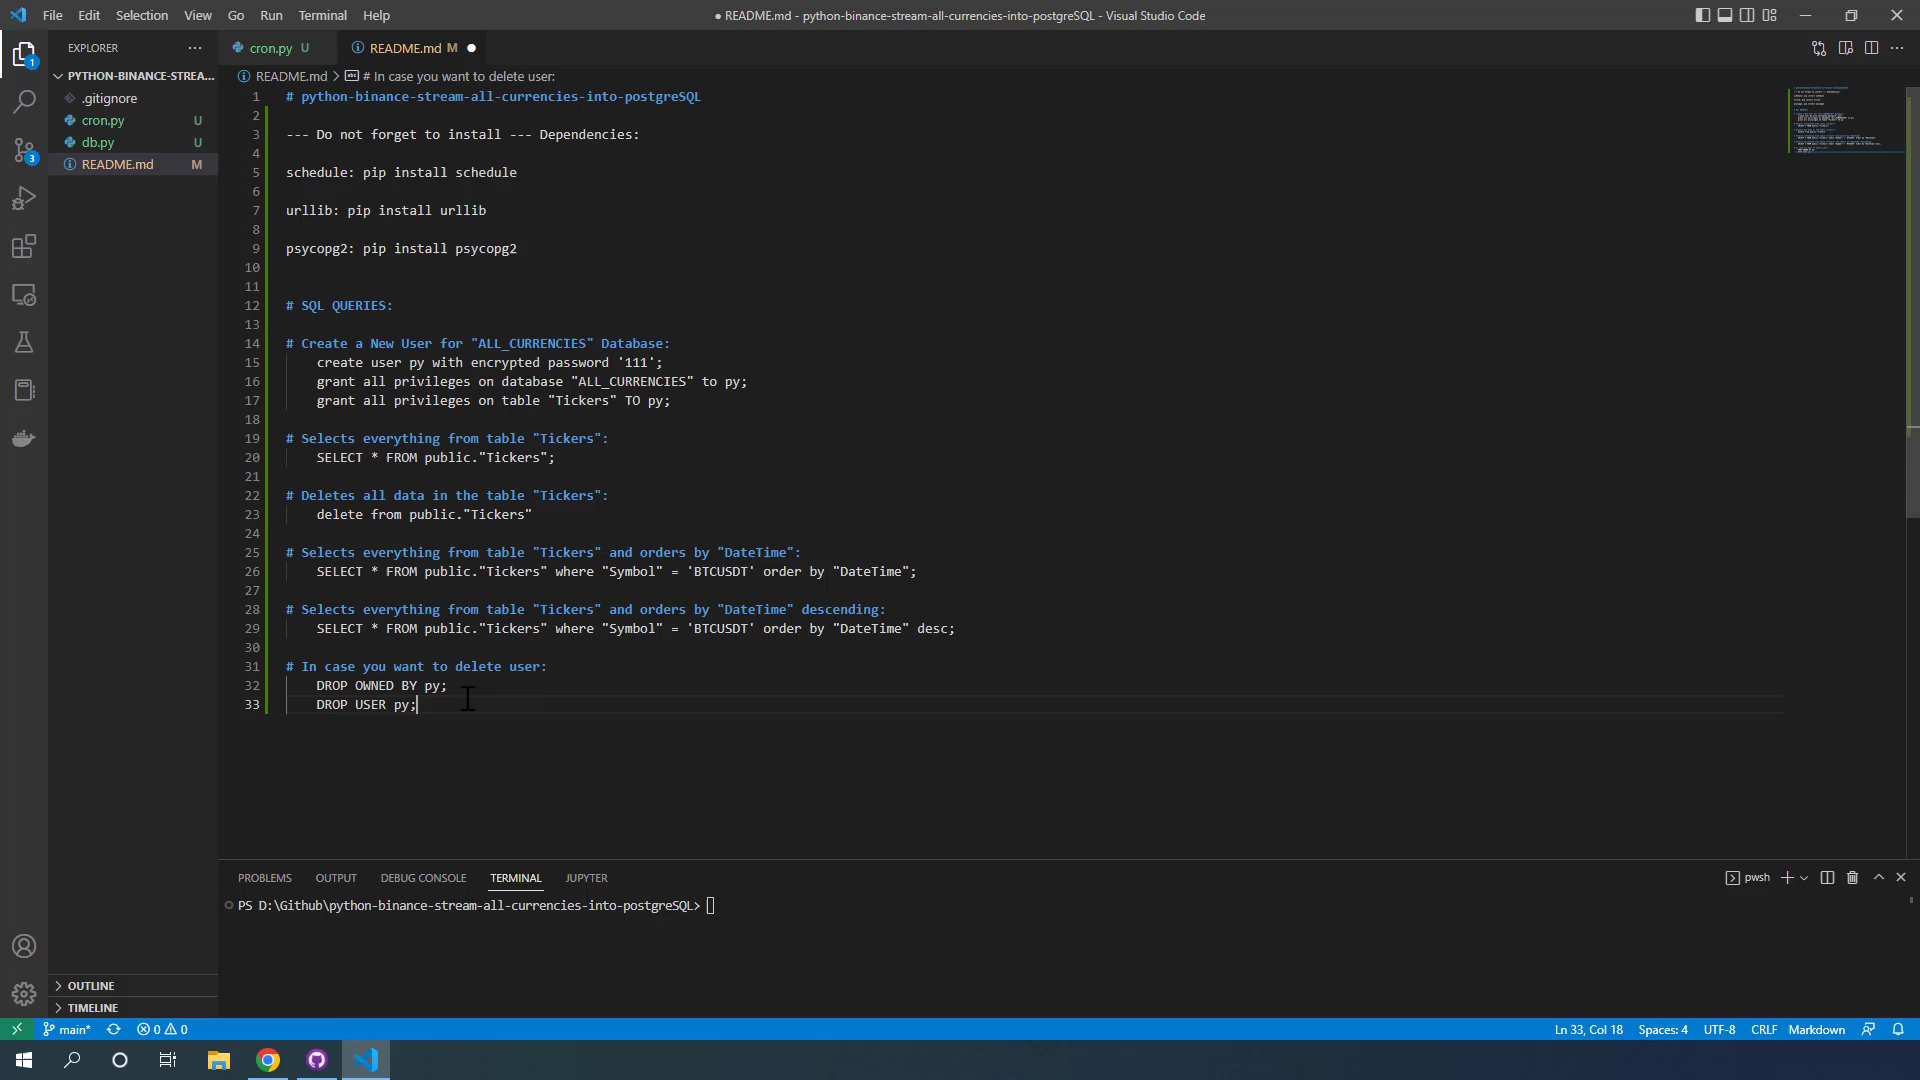 File Edit Selection View Go Run Terminal Help
● README.md - python-binance-stream-all-currencies-into-postgreSQL - Visual Studio Code
EXPLORER ···
PYTHON-BINANCE-STREA...
.gitignore
cron.py U
db.py U
README.md M
OUTLINE
TIMELINE
1
3
cron.py U
README.md M
README.md > # In case you want to delete user:
1 # python-binance-stream-all-currencies-into-postgreSQL
2
3 --- Do not forget to install --- Dependencies:
4
5 schedule: pip install schedule
6
7 urllib: pip install urllib
8
9 psycopg2: pip install psycopg2
10
11
12 # SQL QUERIES:
13
14 # Create a New User for "ALL_CURRENCIES" Database:
15 create user py with encrypted password '111';
16 grant all privileges on database "ALL_CURRENCIES" to py;
17 grant all privileges on table "Tickers" TO py;
18
19 # Selects everything from table "Tickers":
20 SELECT * FROM public."Tickers";
21
22 # Deletes all data in the table "Tickers":
23 delete from public."Tickers"
24
25 # Selects everything from table "Tickers" and orders by "DateTime":
26 SELECT * FROM public."Tickers" where "Symbol" = 'BTCUSDT' order by "DateTime";
27
28 # Selects everything from table "Tickers" and orders by "DateTime" descending:
29 SELECT * FROM public."Tickers" where "Symbol" = 'BTCUSDT' order by "DateTime" desc;
30
31 # In case you want to delete user:
32 DROP OWNED BY py;
33 DROP USER py;
PROBLEMS OUTPUT DEBUG CONSOLE TERMINAL JUPYTER
pwsh
PS D:\Github\python-binance-stream-all-currencies-into-postgreSQL>
main* 0 0
Ln 33, Col 18 Spaces: 4 UTF-8 CRLF Markdown